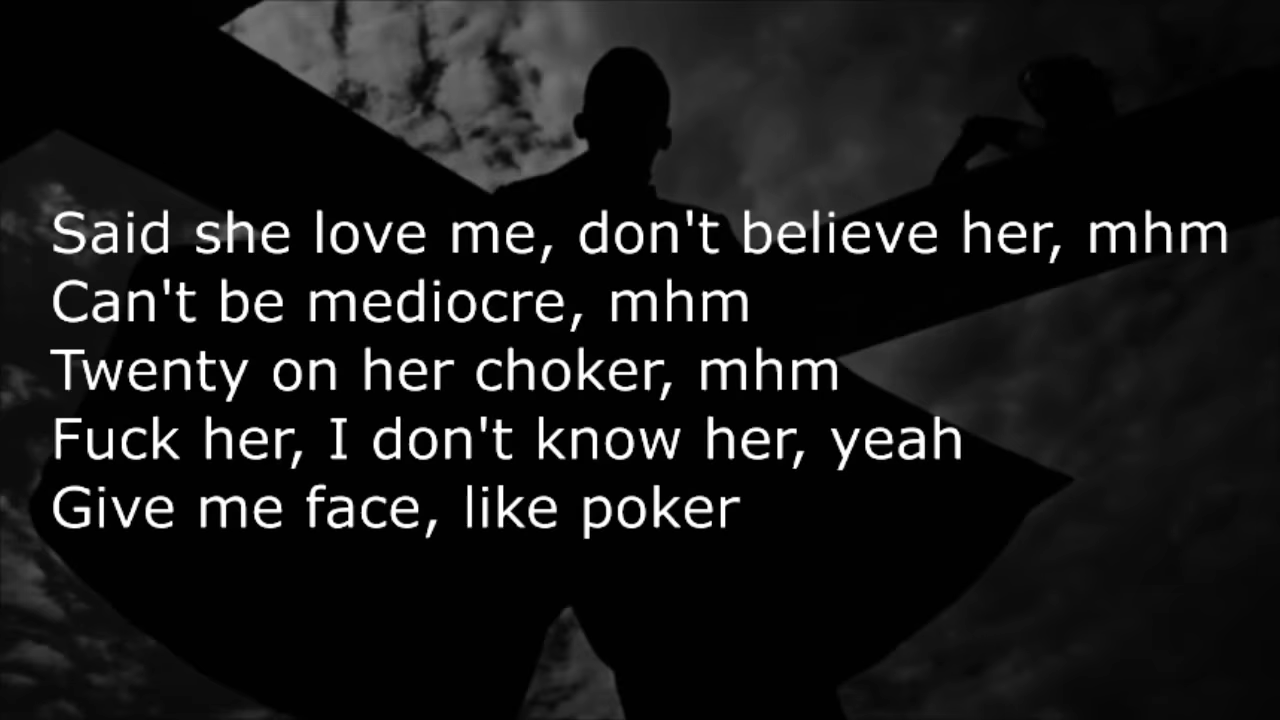 Said she love me, don't believe her, mhm
Can't be mediocre, mhm
Twenty on her choker, mhm
Fuck her, I don't know her, yeah
Give me face, like poker